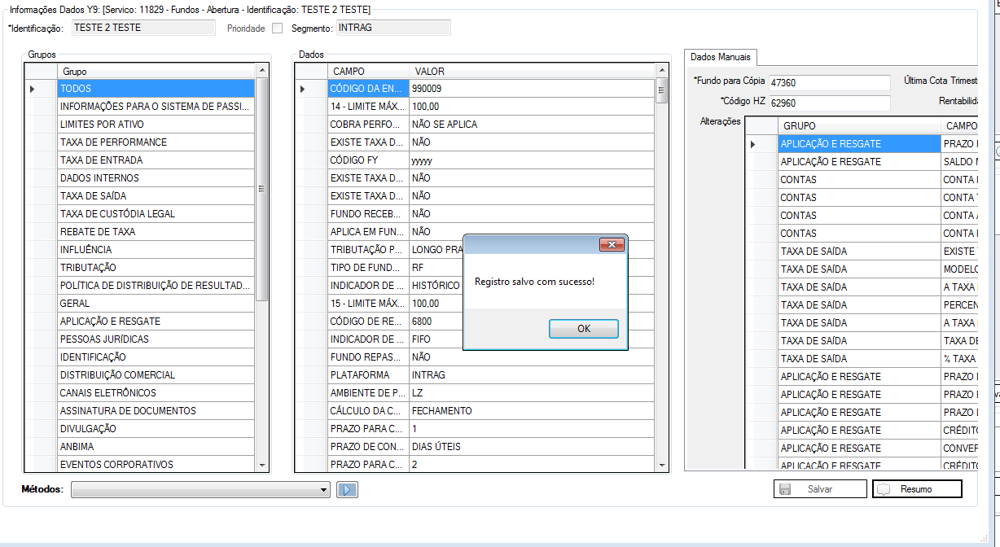 Informações Dados Y9: [Servico: 11829 - Fundos - Abertura - Identificação: TESTE 2 TESTE]
*Identificação: TESTE 2 TESTE Prioridade Segmento: INTRAG
Grupos
Grupo
TODOS
INFORMAÇÕES PARA O SISTEMA DE PASSI...
LIMITES POR ATIVO
TAXA DE PERFORMANCE
TAXA DE ENTRADA
DADOS INTERNOS
TAXA DE SAÍDA
TAXA DE CUSTÓDIA LEGAL
REBATE DE TAXA
INFLUÊNCIA
TRIBUTAÇÃO
POLÍTICA DE DISTRIBUIÇÃO DE RESULTAD...
GERAL
APLICAÇÃO E RESGATE
PESSOAS JURÍDICAS
IDENTIFICAÇÃO
DISTRIBUIÇÃO COMERCIAL
CANAIS ELETRÔNICOS
ASSINATURA DE DOCUMENTOS
DIVULGAÇÃO
ANBIMA
EVENTOS CORPORATIVOS
Dados
CAMPO VALOR
CÓDIGO DA EN... 990009
14 - LIMITE MÁX... 100,00
COBRA PERFO... NÃO SE APLICA
EXISTE TAXA D... NÃO
CÓDIGO FY yyyyy
EXISTE TAXA D... NÃO
EXISTE TAXA D... NÃO
FUNDO RECEB... NÃO
APLICA EM FUN... NÃO
TRIBUTAÇÃO P... LONGO PRA
TIPO DE FUND... RF
INDICADOR DE ... HISTÓRICO
15 - LIMITE MÁX... 100,00
CÓDIGO DE RE... 6800
INDICADOR DE ... FIFO
FUNDO REPAS... NÃO
PLATAFORMA INTRAG
AMBIENTE DE P... LZ
CÁLCULO DA C... FECHAMENTO
PRAZO PARA C... 1
PRAZO DE CON... DIAS ÚTEIS
PRAZO PARA C... 2
Registro salvo com sucesso!
OK
Dados Manuais
*Fundo para Cópia 47360 Última Cota Trimest
*Código HZ 62960 Rentabilid
Alterações
GRUPO CAMPO
APLICAÇÃO E RESGATE PRAZO
APLICAÇÃO E RESGATE SALDO
CONTAS CONTA
CONTAS CONTA
CONTAS CONTA
CONTAS CONTA
TAXA DE SAÍDA EXISTE
TAXA DE SAÍDA MODELO
TAXA DE SAÍDA A TAXA
TAXA DE SAÍDA PERCEN
TAXA DE SAÍDA A TAXA
TAXA DE SAÍDA TAXA DE
TAXA DE SAÍDA % TAXA
APLICAÇÃO E RESGATE PRAZO
APLICAÇÃO E RESGATE PRAZO
APLICAÇÃO E RESGATE PRAZO
APLICAÇÃO E RESGATE CRÉDITO
APLICAÇÃO E RESGATE CONVER
APLICAÇÃO E RESGATE CRÉDITO
Métodos:
Salvar Resumo